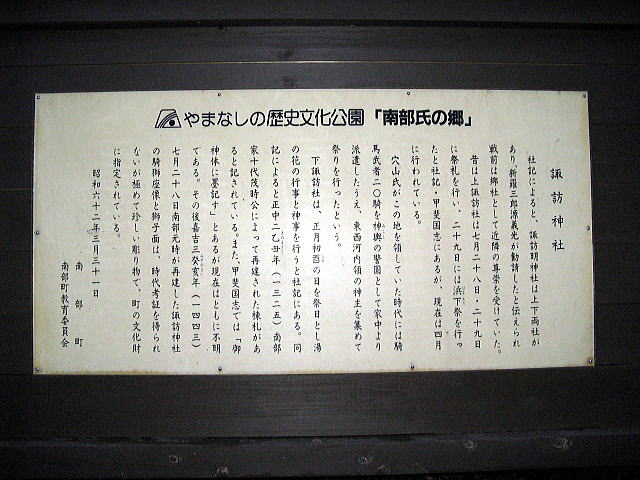 やまなしの歴史文化公園「南部氏の郷」
諏訪神社
社記によると、諏訪明神社は上下両社が
あり、新羅三郎源義光が勧請したと伝えられ
戦前は郷社として近隣の尊崇を受けていた。
昔は上諏訪社は七月二十八日・二十九日
に祭礼を行い、二十九日には浜下祭を行っ
たと社記・甲斐国志にあるが、現在は四月
に行われている。
穴山氏がこの地を領していた時代には騎
馬武者二〇騎を神輿の警固として家中より
派遣したうえ、東西河内領の神主を集めて
祭りを行ったという。
下諏訪社は、正月初酉の日を祭日とし湯
の花の行事と神事を行うと社記にある。同
記によると正中二乙丑年(一三二五)南部
家十代茂時公によって再建された棟札があ
ると記されている。また、甲斐国志では「御
神体に墨記す」とあるが現在はともに不明
である。その後嘉吉三癸亥年(一四四三)
七月二十八日南部元時が再建した諏訪神社
の騎獅座像と獅子面は、時代考証を得られ
ないが極めて珍しい彫り物で、町の文化財
に指定されている。
昭和六十二年三月三十一日
南部町
南部町教育委員会